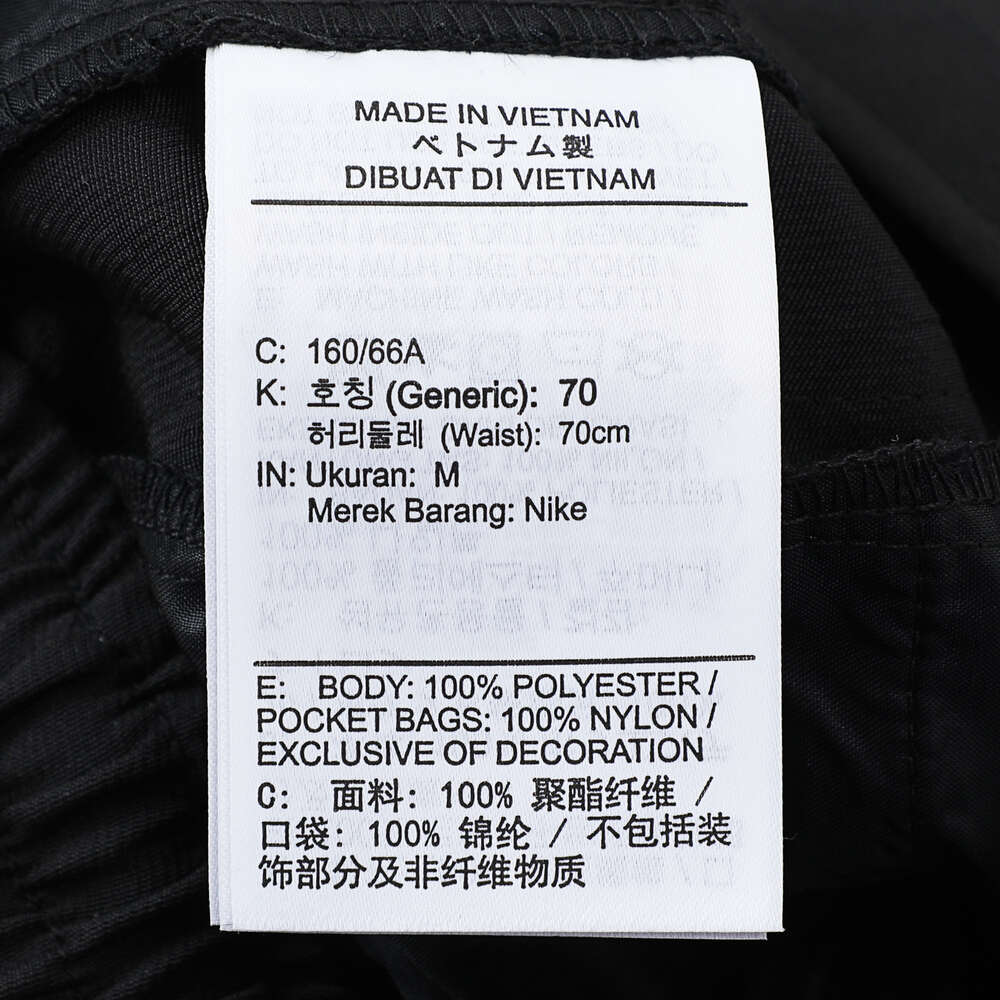 MADE IN VIETNAM
ベトナム製
DIBUAT DI VIETNAM
C: 160/66A
K: 호칭 (Generic): 70
허리둘레 (Waist): 70cm
IN: Ukuran: M
Merek Barang: Nike
E: BODY: 100% POLYESTER /
POCKET BAGS: 100% NYLON /
EXCLUSIVE OF DECORATION
C: 面料: 100% 聚酯纤维 /
口袋: 100% 锦纶 / 不包括装
饰部分及非纤维物质